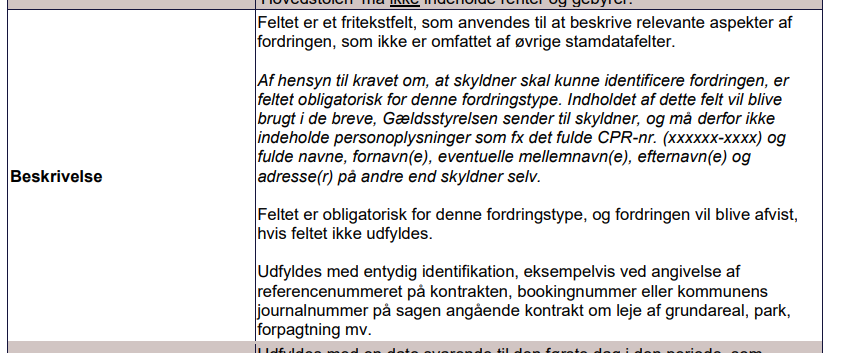 Hovedstolen må ikke indeholde renter og gebyrer.
Feltet er et fritekstfelt, som anvendes til at beskrive relevante aspekter af
fordringen, som ikke er omfattet af øvrige stamdatafelter.
Af hensyn til kravet om, at skyldner skal kunne identificere fordringen, er
feltet obligatorisk for denne fordringstype. Indholdet af dette felt vil blive
brugt i de breve, Gældsstyrelsen sender til skyldner, og må derfor ikke
indeholde personoplysninger som fx det fulde CPR-nr. (xxxxxx-xxxx) og
fulde navne, fornavn(e), eventuelle mellemnavn(e), efternavn(e) og
adresse(r) på andre end skyldner selv.
Beskrivelse
Feltet er obligatorisk for denne fordringstype, og fordringen vil blive afvist,
hvis feltet ikke udfyldes.
Udfyldes med entydig identifikation, eksempelvis ved angivelse af
referencenummeret på kontrakten, bookingnummer eller kommunens
journalnummer på sagen angående kontrakt om leje af grundareal, park,
forpagtning mv.
Udfyldes med en dato svarende til den første dag i den periode, som